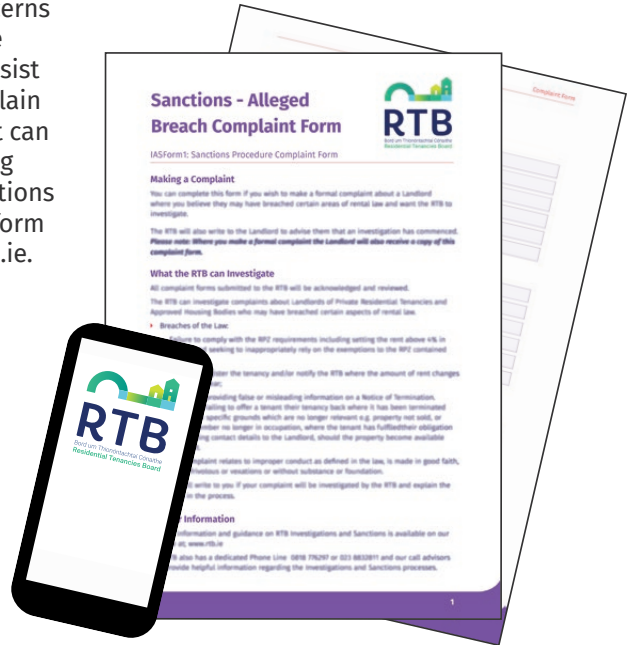 erns
e
sist
plain
t can
g
tions
form
.ie.
Complaint Form
Sanctions - Alleged
Breach Complaint Form
RTB
Bord um Thionóntachtaí Cónaithe
Residential Tenancies Board
IASForm1: Sanctions Procedure Complaint Form
Making a Complaint
You can complete this form if you wish to make a formal complaint about a Landlord
where you believe they may have breached certain areas of rental law and want the RTB to
investigate.
The RTB will also write to the Landlord to advise them that an investigation has commenced.
Please note: Where you make a formal complaint the Landlord will also receive a copy of this
complaint form.
What the RTB can Investigate
All complaint forms submitted to the RTB will be acknowledged and reviewed.
The RTB can investigate complaints about Landlords of Private Residential Tenancies and
Approved Housing Bodies who may have breached certain aspects of rental law.
Breaches of the Law:
Failure to comply with the RPZ requirements including setting the rent above 4% in
seeking to inappropriately rely on the exemptions to the RPZ contained
ster the tenancy and/or notify the RTB where the amount of rent changes
ar;
roviding false or misleading information on a Notice of Termination.
ailing to offer a tenant their tenancy back where it has been terminated
specific grounds which are no longer relevant e.g. property not sold, or
mber no longer in occupation, where the tenant has fulfilledtheir obligation
ng contact details to the Landlord, should the property become available
mplaint relates to improper conduct as defined in the law, is made in good faith,
ivolous or vexatious or without substance or foundation.
ll write to you if your complaint will be investigated by the RTB and explain the
in the process.
r Information
information and guidance on RTB Investigations and Sanctions is available on our
at; www.rtb.ie
B also has a dedicated Phone Line 0818 776297 or 023 8832811 and our call advisors
rovide helpful information regarding the Investigations and Sanctions processes.
1
RTB
Bord um Thionóntachtaí Cónaithe
Residential Tenancies Board